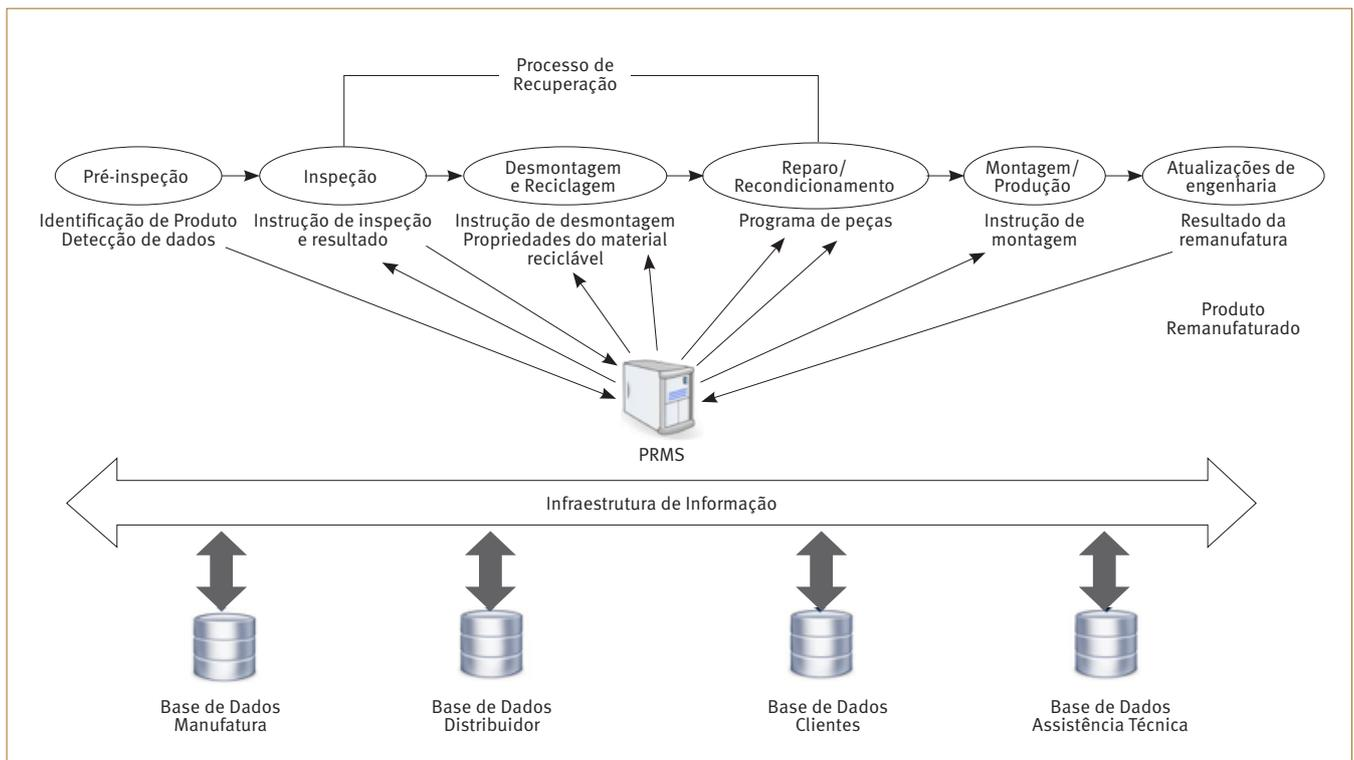 Processo de
Recuperação
Pré-inspeção
Inspeção
Desmontagem
e Reciclagem
Reparo/
Recondicionamento
Montagem/
Produção
Atualizações de
engenharia
Identificação de Produto
Detecção de dados
Instrução de inspeção
e resultado
Instrução de desmontagem
Propriedades do material
reciclável
Programa de peças
Instrução de
montagem
Resultado da
remanufatura
Produto
Remanufaturado
PRMS
Infraestrutura de Informação
Base de Dados
Manufatura
Base de Dados
Distribuidor
Base de Dados
Clientes
Base de Dados
Assistência Técnica